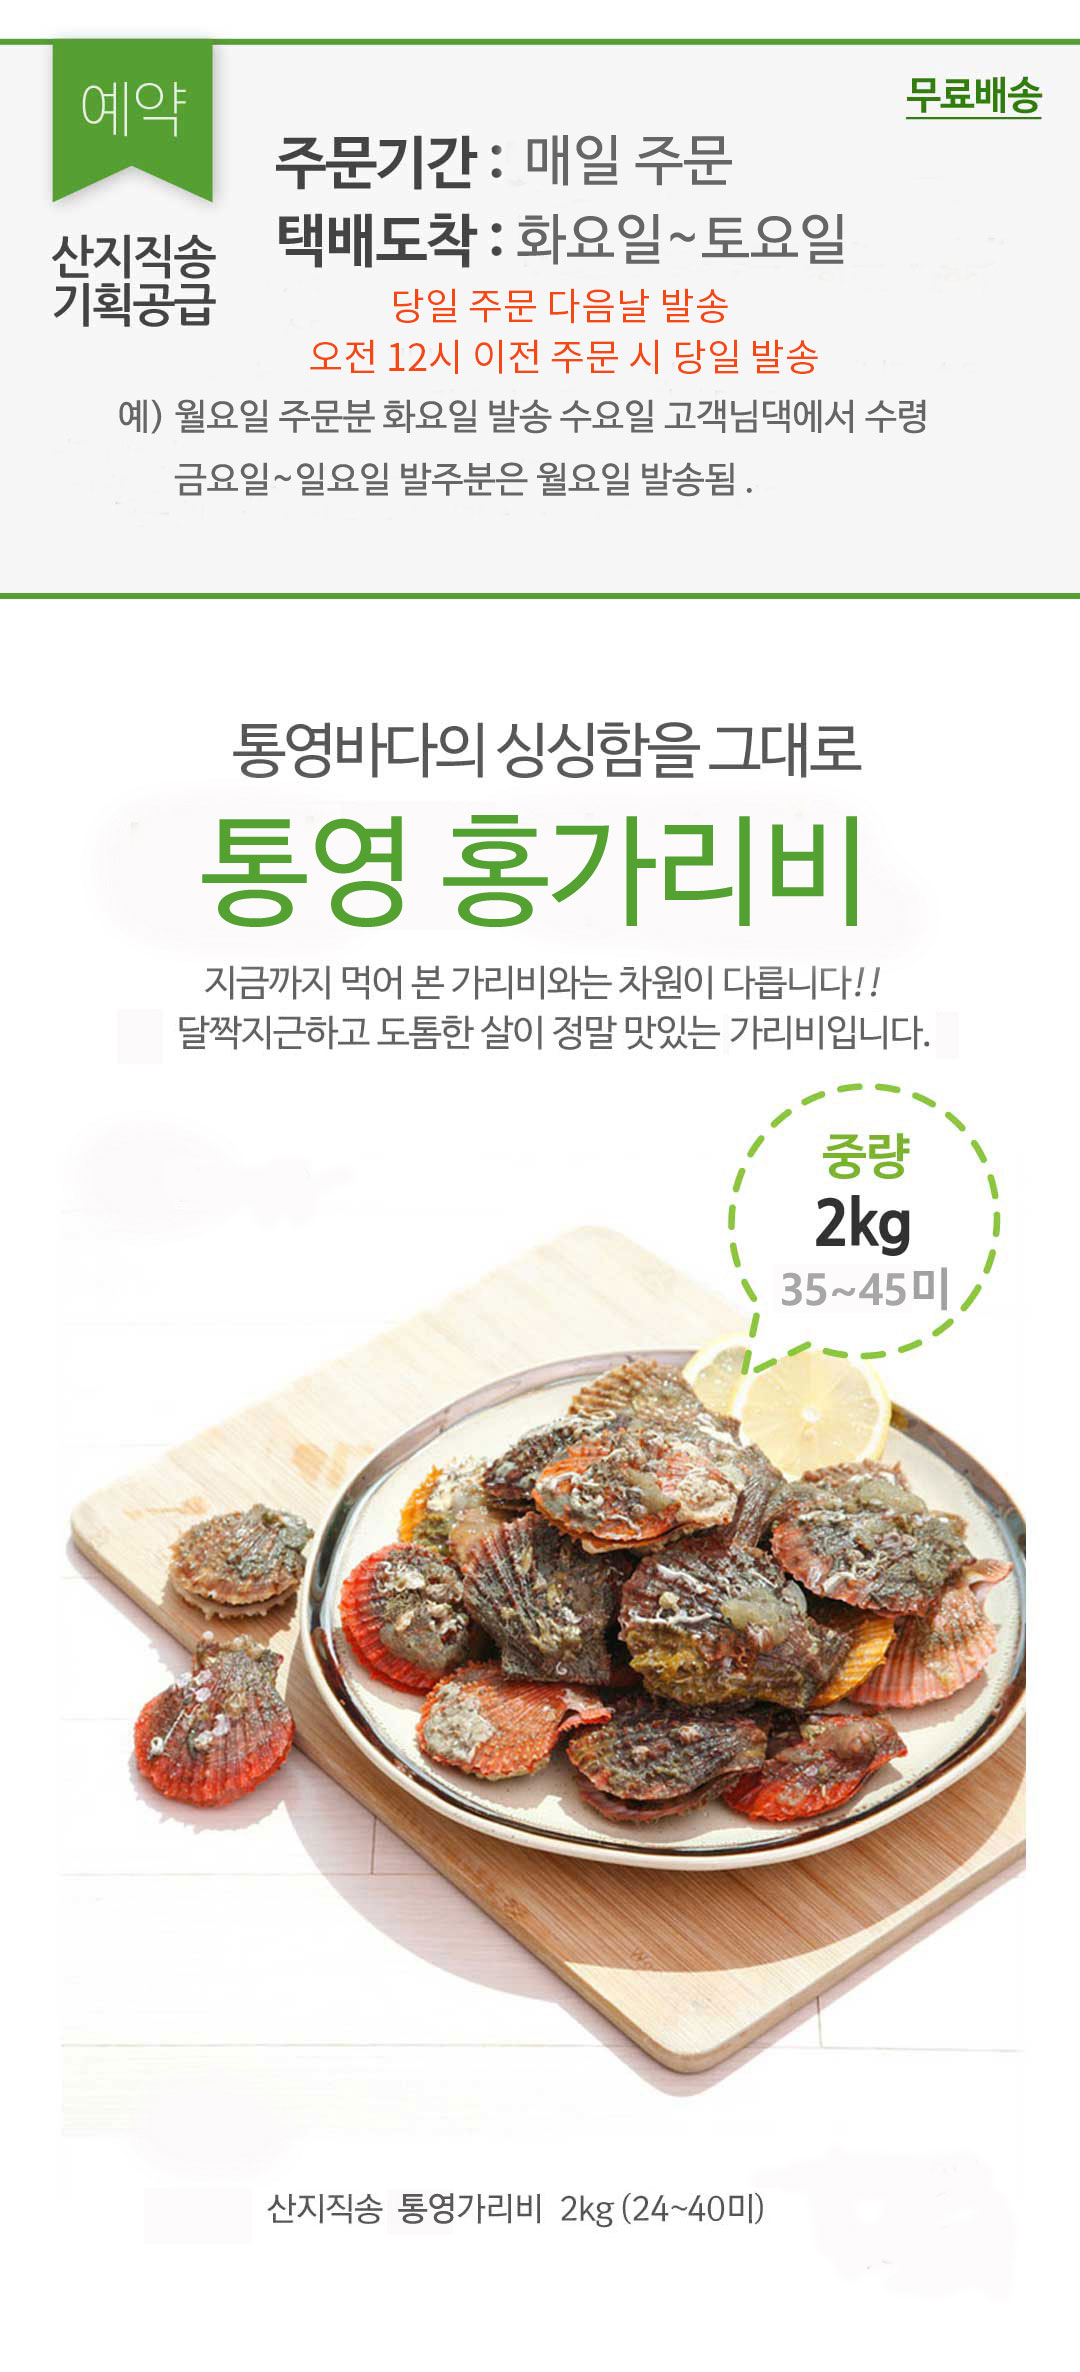 예약
무료배송
산지직송
기획공급
주문기간 : 매일 주문
택배도착 : 화요일~토요일
당일 주문 다음날 발송
오전 12시 이전 주문 시 당일 발송
예) 월요일 주문분 화요일 발송 수요일 고객님댁에서 수령
금요일~일요일 발주분은 월요일 발송됨 .
통영바다의 싱싱함을 그대로
통영 홍가리비
지금까지 먹어 본 가리비와는 차원이 다릅니다!!
달짝지근하고 도톰한 살이 정말 맛있는 가리비입니다.
중량
2kg
35~45미
산지직송 통영가리비 2kg (24~40미)